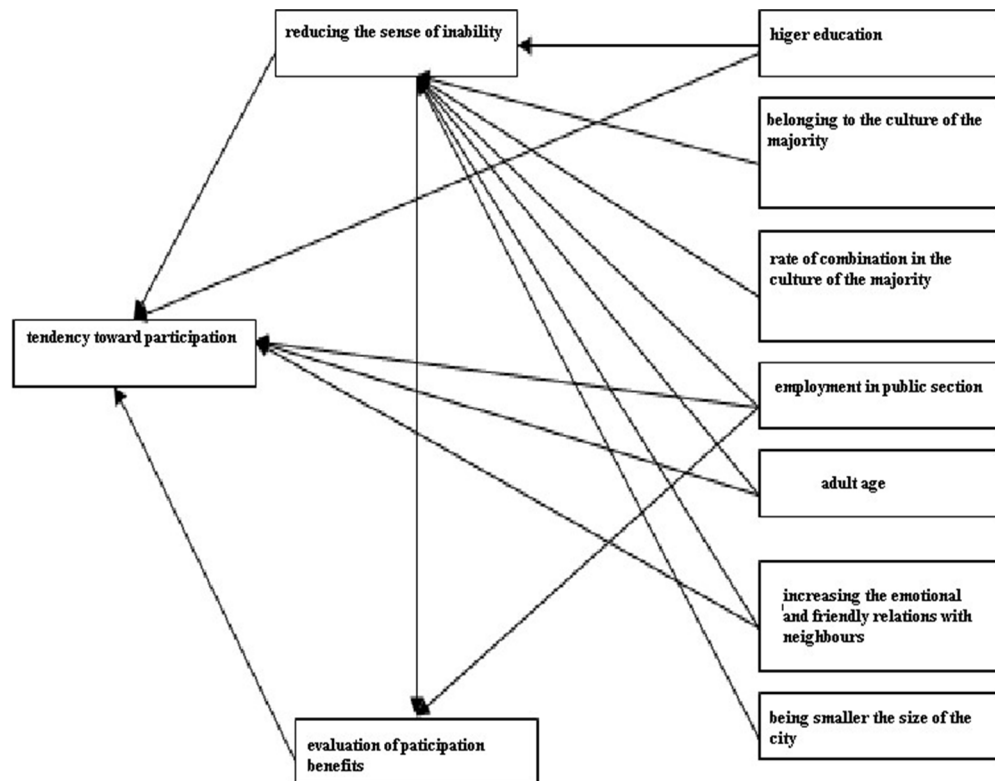 reducing the sense of inability
higer education
belonging to the culture of the
majority
rate of combination in the
culture of the majority
tendency toward participation
employment in public section
adult age
increasing the emotional
and friendly relations with
neighbours
being smaller the size of the
city
evaluation of paticipation
benefits